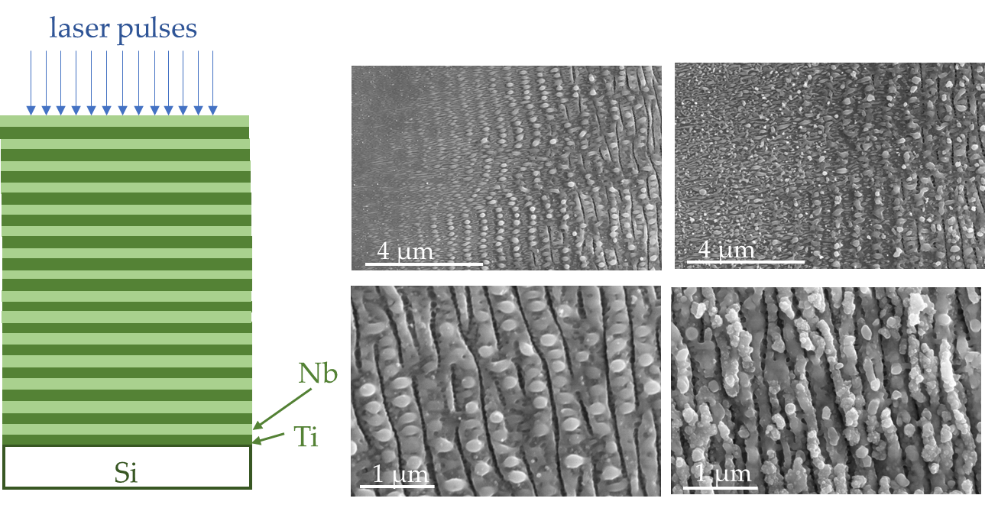 laser pulses
Nb
Ti
Si
4 μm
4 μm
1 μm
1 μm